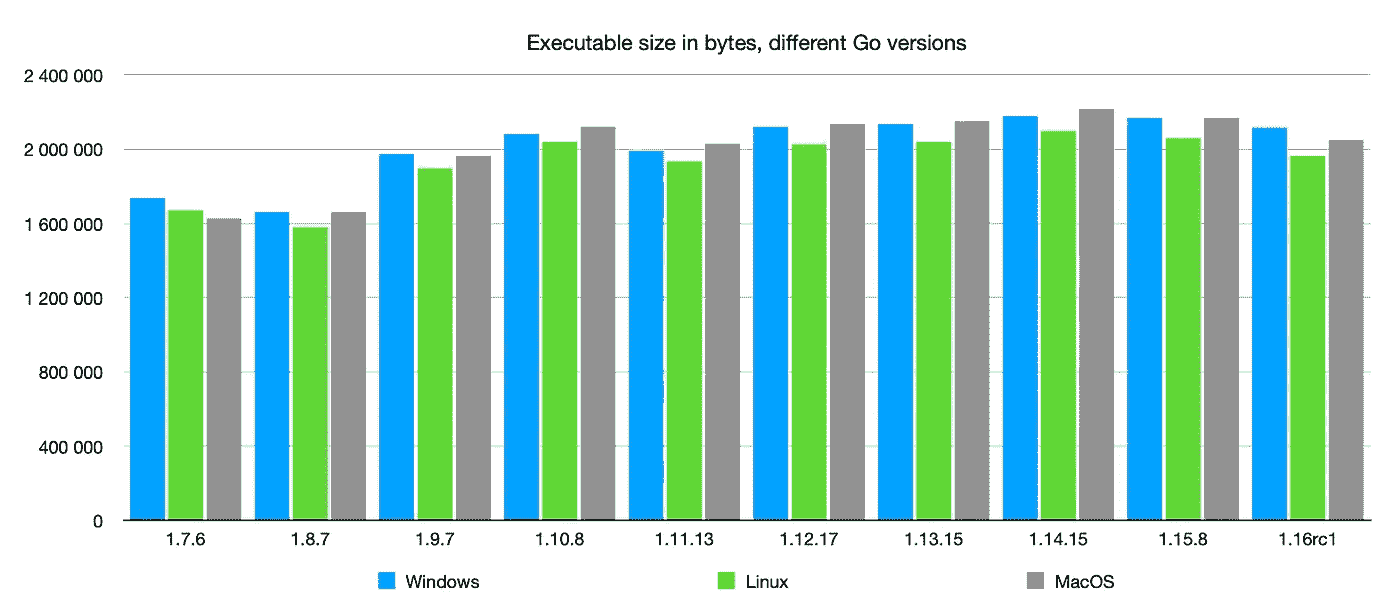 Executable size in bytes, different Go versions
2 400 000
2 000 000
1 600 000
1 200 000
800 000
400 000
0
1.7.6 1.8.7 1.9.7 1.10.8 1.11.13 1.12.17 1.13.15 1.14.15 1.15.8 1.16rc1
Windows Linux MacOS